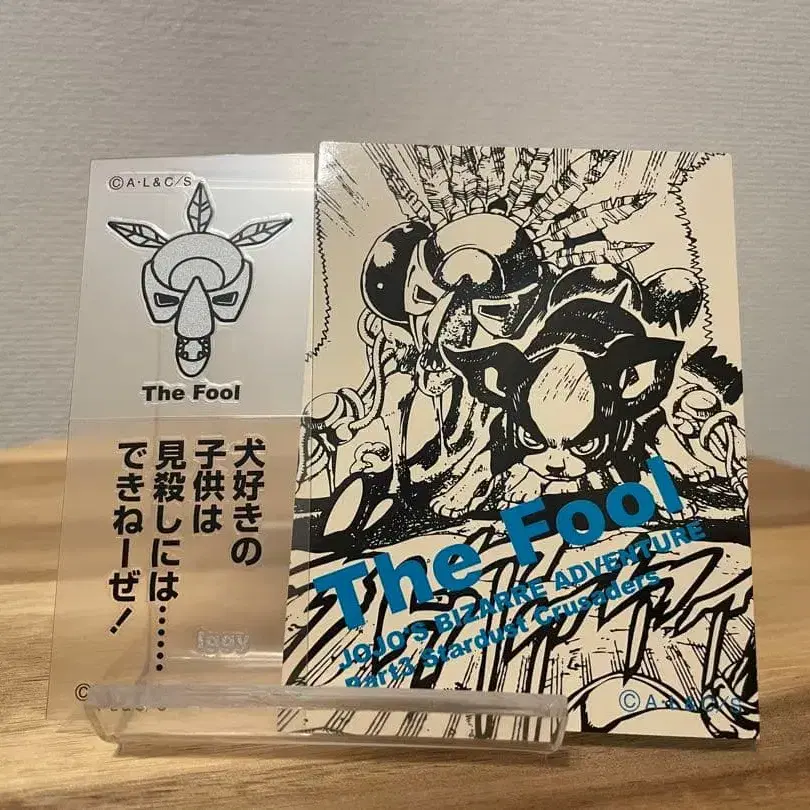 ©A·L&C/S
The Fool
犬好きの
子供は
見殺しには……
できねーぜ！
Iggy
The Fool
JOJO'S BIZARRE ADVENTURE
Part3 Stardust Crusaders
©A·L&C/S